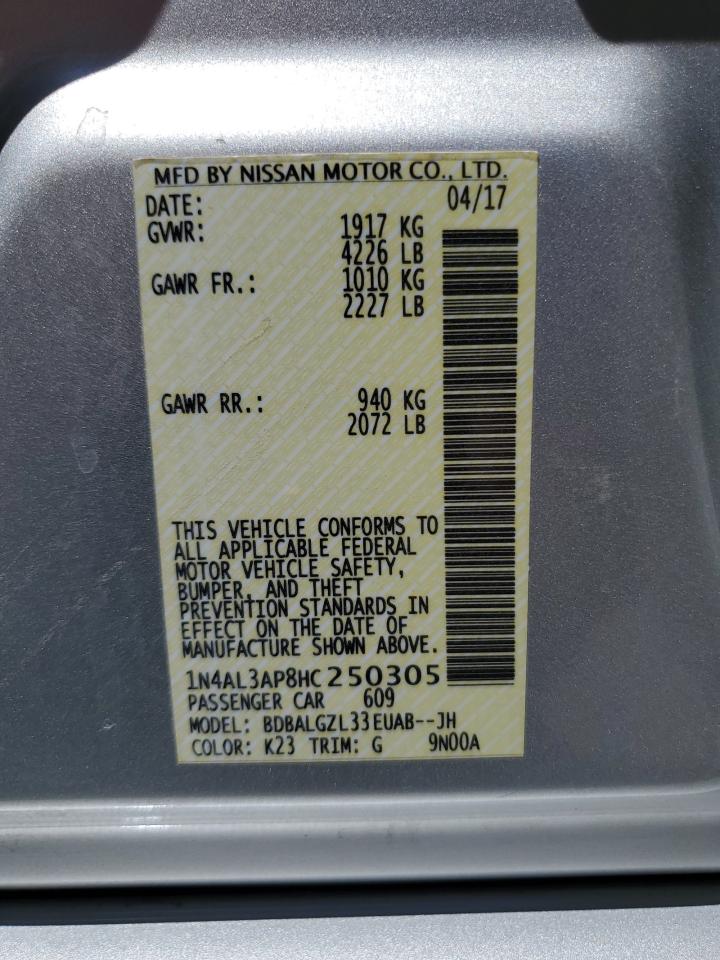 MFD BY NISSAN MOTOR CO., LTD.
DATE: 04/17
GVWR: 1917 KG
4226 LB
GAWR FR.: 1010 KG
2227 LB
GAWR RR.: 940 KG
2072 LB
THIS VEHICLE CONFORMS TO
ALL APPLICABLE FEDERAL
MOTOR VEHICLE SAFETY,
BUMPER, AND THEFT
PREVENTION STANDARDS IN
EFFECT ON THE DATE OF
MANUFACTURE SHOWN ABOVE.
1N4AL3AP8HC250305
PASSENGER CAR 609
MODEL: BDBALGZL33EUAB--JH
COLOR: K23 TRIM: G 9N00A